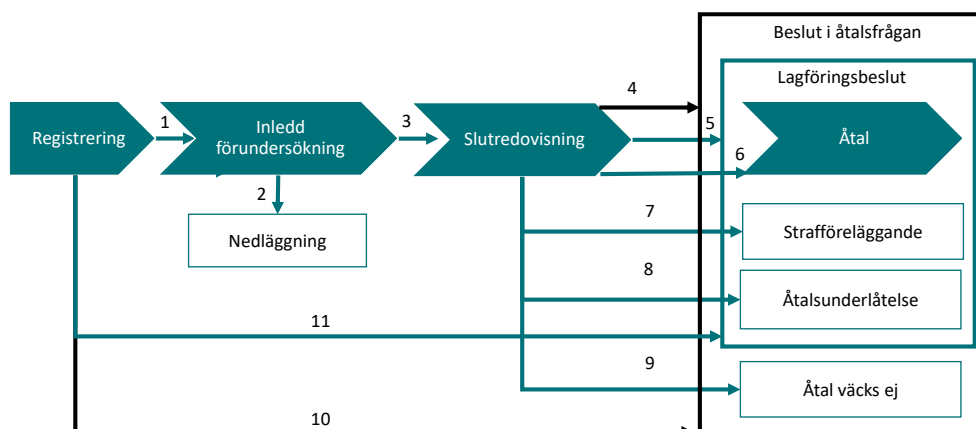 Beslut i åtalsfrågan
Lagföringsbeslut
4
Registrering
1
Inledd
förundersökning
3
Slutredovisning
5
Åtal
6
2
Nedläggning
7
Strafföreläggande
8
Åtalsunderlåtelse
11
9
Åtal väcks ej
10